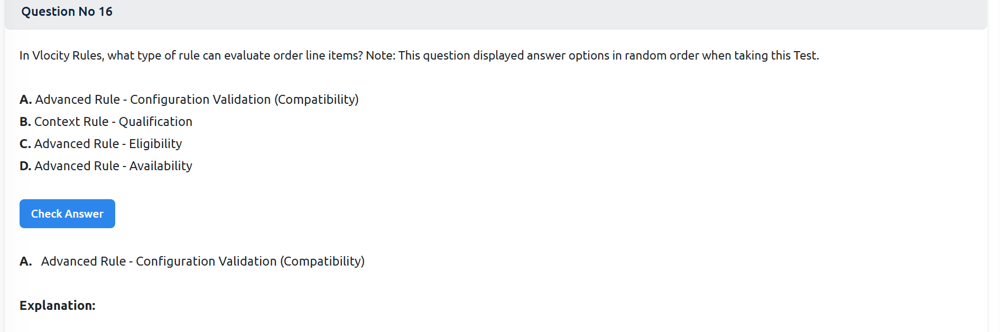 Question No 16
In Vlocity Rules, what type of rule can evaluate order line items? Note: This question displayed answer options in random order when taking this Test.
A. Advanced Rule - Configuration Validation (Compatibility)
B. Context Rule - Qualification
C. Advanced Rule - Eligibility
D. Advanced Rule - Availability
Check Answer
A. Advanced Rule - Configuration Validation (Compatibility)
Explanation: